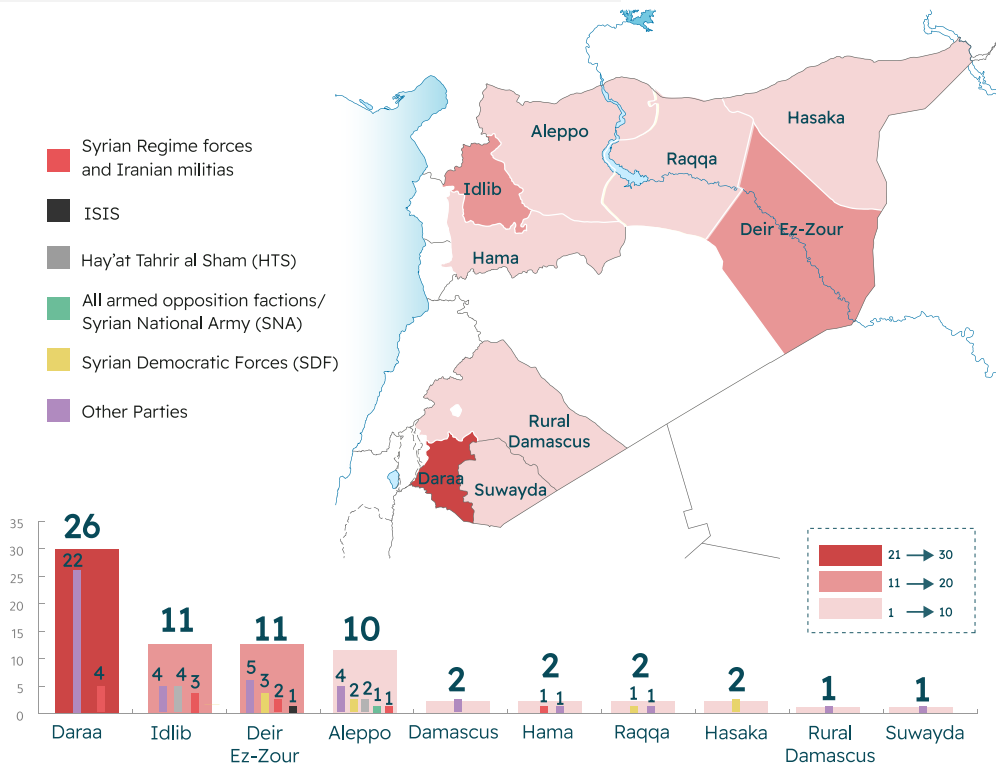 Syrian Regime forces
and Iranian militias
ISIS
Hay'at Tahrir al Sham (HTS)
All armed opposition factions/
Syrian National Army (SNA)
Syrian Democratic Forces (SDF)
Other Parties
Aleppo
Hasaka
Raqqa
Idlib
Deir Ez-Zour
Hama
Rural
Damascus
Daraa
Suwayda
21 30
11 20
1 10
35
30
25
20
15
10
5
0
26
22
4
11
4
4
3
11
5
3
2
1
10
4
2
2
1
1
2
2
1
1
2
1
1
2
1
1
Daraa
Idlib
Deir
Ez-Zour
Aleppo
Damascus
Hama
Raqqa
Hasaka
Rural
Damascus
Suwayda